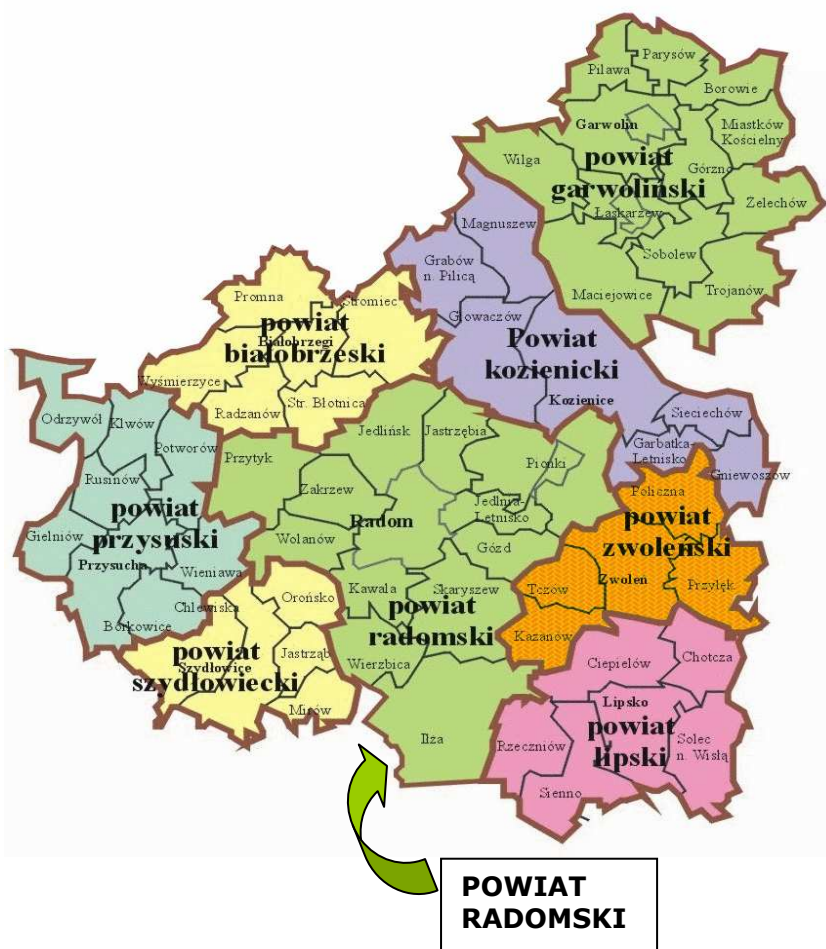 Parysów
Pilawa
Borowie
Garwolin
Miastków
Kościelny
Wilga
powiat
garwoliński
Górzno
Żelechów
Łaskarzew
Sobolew
Maciejowice
Trojanów
Magnuszew
Grabów
n. Pilicą
Głowaczów
Powiat
kozienicki
Kozienice
Sieciechów
Garbatka-
Letnisko
Gniewoszów
Promna
Stromiec
powiat
Białobrzegi
białobrzeski
Wyśmierzyce
Radzanów
Str. Błotnica
Odrzywół
Klwów
Potworów
Rusinów
powiat
przysuski
Gielniów
Przysucha
Wieniawa
Borkowice
Chlewiska
Jedlińsk
Jastrzębia
Przytyk
Pionki
Zakrzew
Jedlnia-
Letnisko
Radom
Wolanów
Gózd
Kawala
Skaryszew
powiat
radomski
Wierzbica
Iłża
Policzna
powiat
zwoleński
Zwoleń
Tczow
Przyłęk
Kazanów
Orońsko
powiat
Szydłowice
szydłowiecki
Jastrząb
Mirów
Ciepielów
Chotcza
Lipsko
powiat
lipski
Rzeczniów
Solec
n. Wisłą
Sienno
POWIAT
RADOMSKI